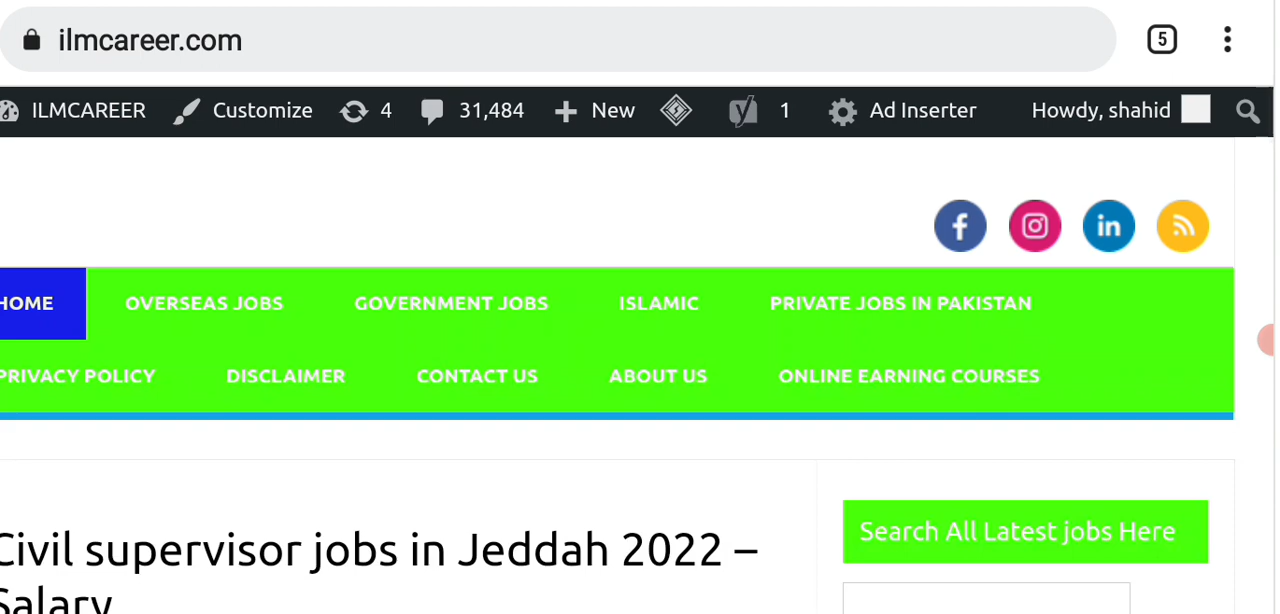 ilmcareer.com
5
ILMCAREER Customize 4 31,484 New 1 Ad Inserter Howdy, shahid
HOME OVERSEAS JOBS GOVERNMENT JOBS ISLAMIC PRIVATE JOBS IN PAKISTAN
PRIVACY POLICY DISCLAIMER CONTACT US ABOUT US ONLINE EARNING COURSES
Civil supervisor jobs in Jeddah 2022 –
Salary
Search All Latest jobs Here